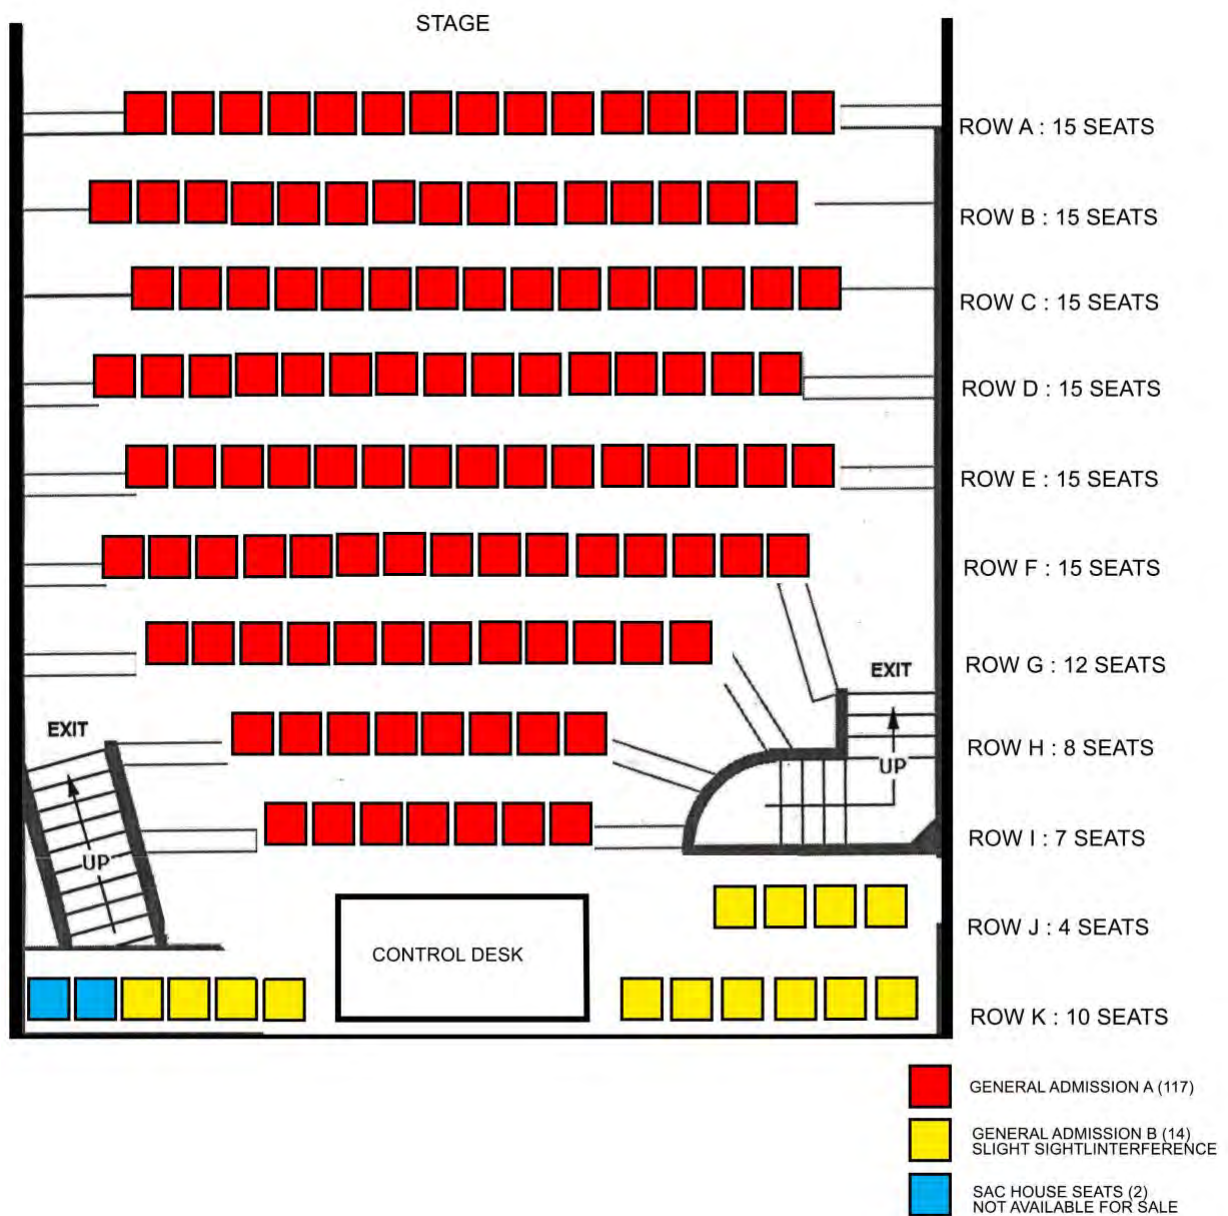 STAGE
ROW A : 15 SEATS
ROW B : 15 SEATS
ROW C : 15 SEATS
ROW D : 15 SEATS
ROW E : 15 SEATS
ROW F : 15 SEATS
ROW G : 12 SEATS
EXIT
EXIT
ROW H : 8 SEATS
UP
ROW I : 7 SEATS
UP
ROW J : 4 SEATS
CONTROL DESK
ROW K : 10 SEATS
GENERAL ADMISSION A (117)
GENERAL ADMISSION B (14)
SLIGHT SIGHTLINTERFERENCE
SAC HOUSE SEATS (2)
NOT AVAILABLE FOR SALE